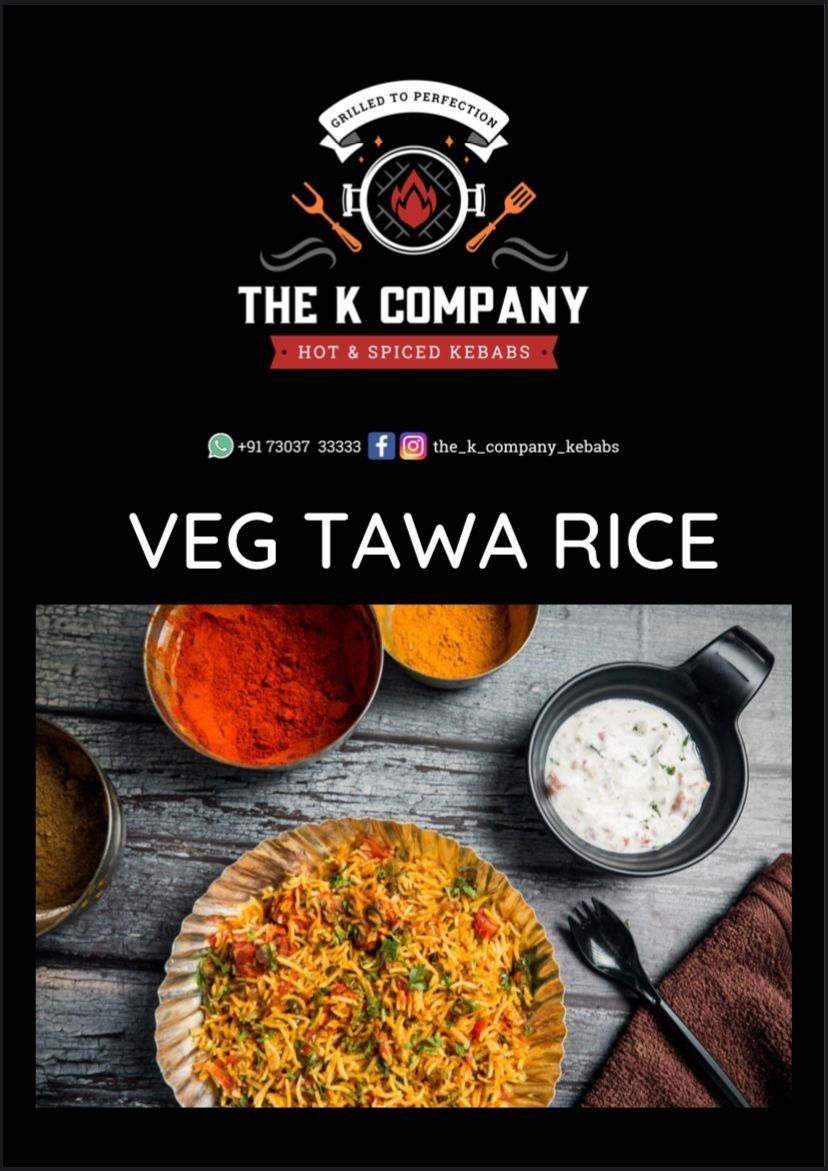 GRILLED TO PERFECTION
THE K COMPANY
• HOT & SPICED KEBABS •
+91 73037 33333 the_k_company_kebabs
VEG TAWA RICE